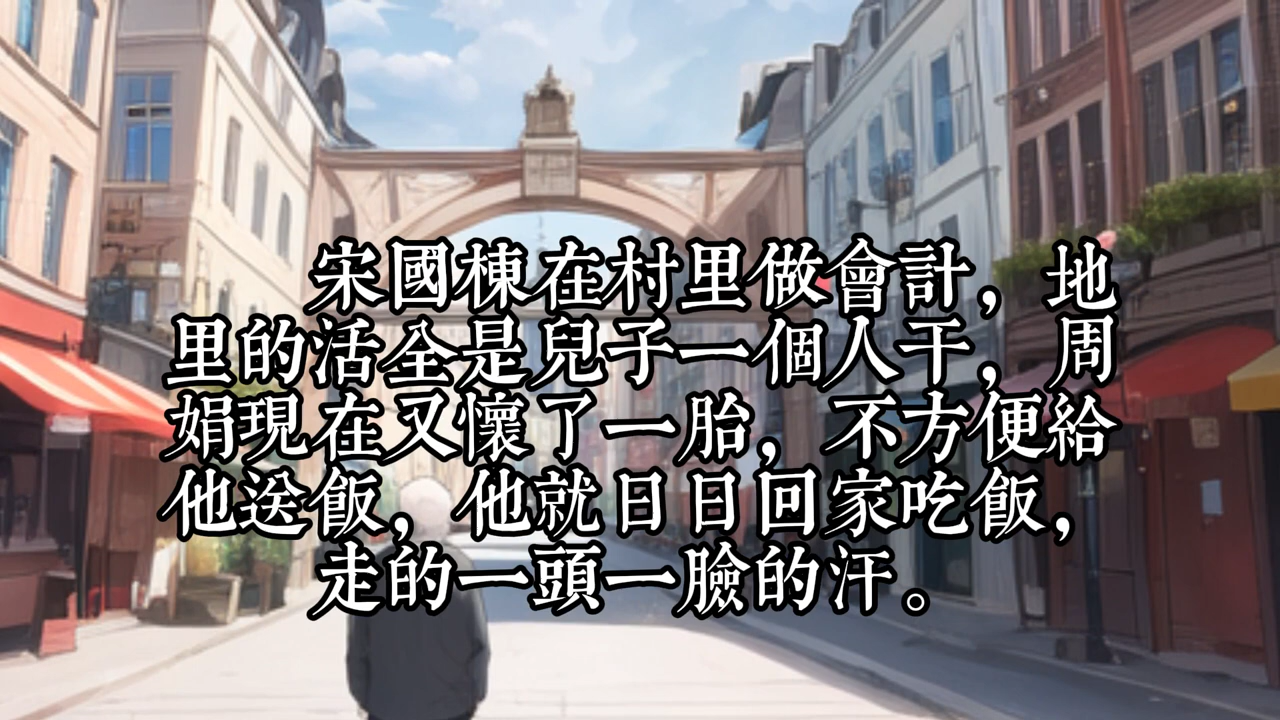 宋國棟在村里做會計，地
里的活全是兒子一個人干，周
娟現在又懷了一胎，不方便給
他送飯，他就日日回家吃飯，
走的一頭一臉的汗。